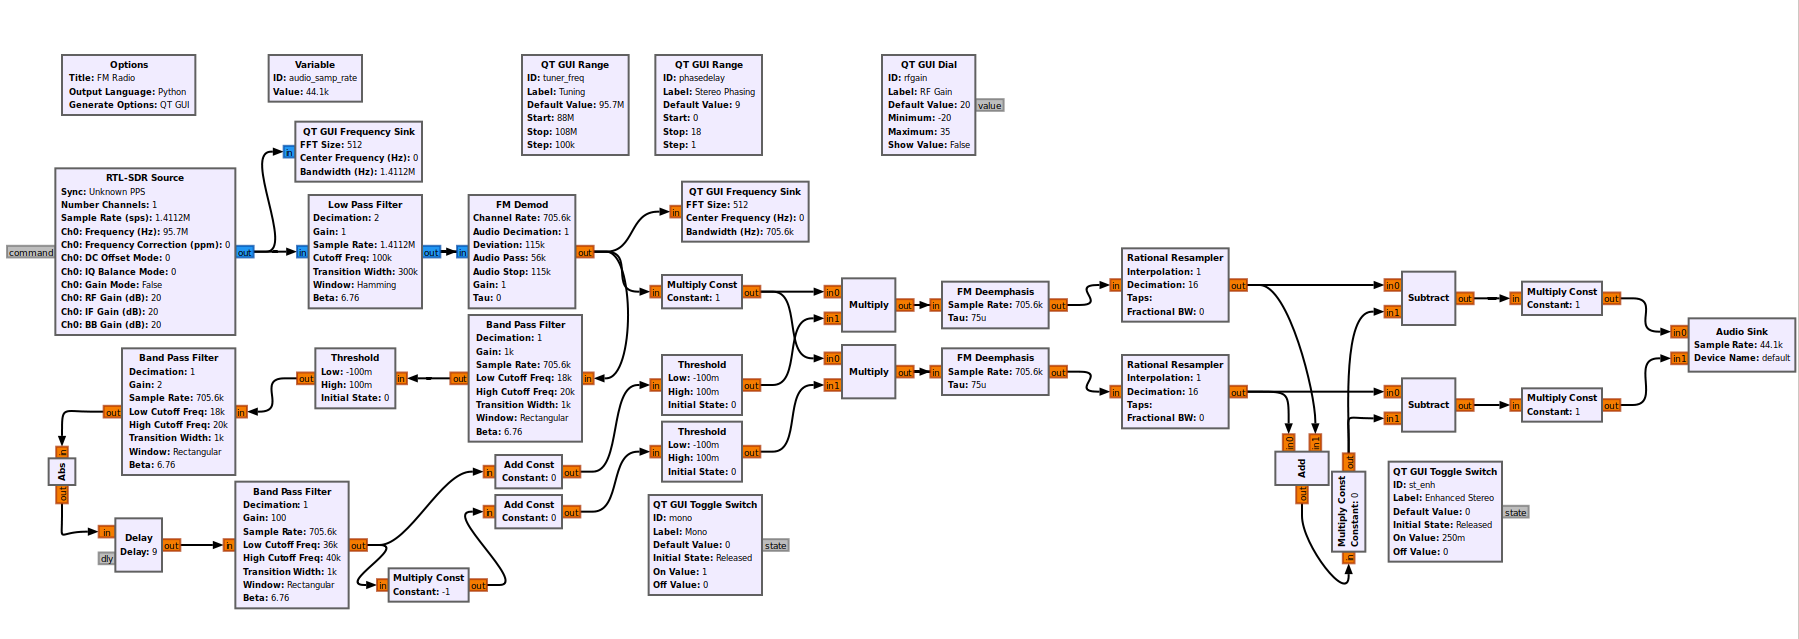 Options
Title: FM Radio
Output Language: Python
Generate Options: QT GUI
Variable
ID: audio_samp_rate
Value: 44.1k
QT GUI Range
ID: tuner_freq
Label: Tuning
Default Value: 95.7M
Start: 88M
Stop: 108M
Step: 100k
QT GUI Range
ID: phasedelay
Label: Stereo Phasing
Default Value: 9
Start: 0
Stop: 18
Step: 1
QT GUI Dial
ID: rfgain
Label: RF Gain
Default Value: 20
Minimum: -20
Maximum: 35
Show Value: False
value
QT GUI Frequency Sink
FFT Size: 512
Center Frequency (Hz): 0
Bandwidth (Hz): 1.4112M
in
RTL-SDR Source
Sync: Unknown PPS
Number Channels: 1
Sample Rate (sps): 1.4112M
Ch0: Frequency (Hz): 95.7M
Ch0: Frequency Correction (ppm): 0
Ch0: DC Offset Mode: 0
Ch0: IQ Balance Mode: 0
Ch0: Gain Mode: False
Ch0: RF Gain (dB): 20
Ch0: IF Gain (dB): 20
Ch0: BB Gain (dB): 20
command
out
Low Pass Filter
Decimation: 2
Gain: 1
Sample Rate: 1.4112M
Cutoff Freq: 100k
Transition Width: 300k
Window: Hamming
Beta: 6.76
in
out
FM Demod
Channel Rate: 705.6k
Audio Decimation: 1
Deviation: 115k
Audio Pass: 56k
Audio Stop: 115k
Gain: 1
Tau: 0
in
out
QT GUI Frequency Sink
FFT Size: 512
Center Frequency (Hz): 0
Bandwidth (Hz): 705.6k
in
Multiply Const
Constant: 1
in
out
Multiply
in0
in1
out
FM Deemphasis
Sample Rate: 705.6k
Tau: 75u
in
out
Rational Resampler
Interpolation: 1
Decimation: 16
Taps:
Fractional BW: 0
in
out
Subtract
in0
in1
out
Multiply Const
Constant: 1
in
out
Audio Sink
Sample Rate: 44.1k
Device Name: default
in0
in1
Band Pass Filter
Decimation: 1
Gain: 1k
Sample Rate: 705.6k
Low Cutoff Freq: 18k
High Cutoff Freq: 20k
Transition Width: 1k
Window: Rectangular
Beta: 6.76
in
out
Threshold
Low: -100m
High: 100m
Initial State: 0
in
out
Band Pass Filter
Decimation: 1
Gain: 2
Sample Rate: 705.6k
Low Cutoff Freq: 18k
High Cutoff Freq: 20k
Transition Width: 1k
Window: Rectangular
Beta: 6.76
in
out
Threshold
Low: -100m
High: 100m
Initial State: 0
in
out
Multiply
in0
in1
out
FM Deemphasis
Sample Rate: 705.6k
Tau: 75u
in
out
Rational Resampler
Interpolation: 1
Decimation: 16
Taps:
Fractional BW: 0
in
out
Subtract
in0
in1
out
Multiply Const
Constant: 1
in
out
Threshold
Low: -100m
High: 100m
Initial State: 0
in
out
Abs
in
out
Delay
Delay: 9
in
dly
out
Band Pass Filter
Decimation: 1
Gain: 100
Sample Rate: 705.6k
Low Cutoff Freq: 36k
High Cutoff Freq: 40k
Transition Width: 1k
Window: Rectangular
Beta: 6.76
in
out
Add Const
Constant: 0
in
out
Add Const
Constant: 0
in
out
Multiply Const
Constant: -1
in
out
QT GUI Toggle Switch
ID: mono
Label: Mono
Default Value: 0
Initial State: Released
On Value: 1
Off Value: 0
state
Add
in0
in1
out
Multiply Const
Constant: 0
in
out
QT GUI Toggle Switch
ID: st_enh
Label: Enhanced Stereo
Default Value: 0
Initial State: Released
On Value: 250m
Off Value: 0
state